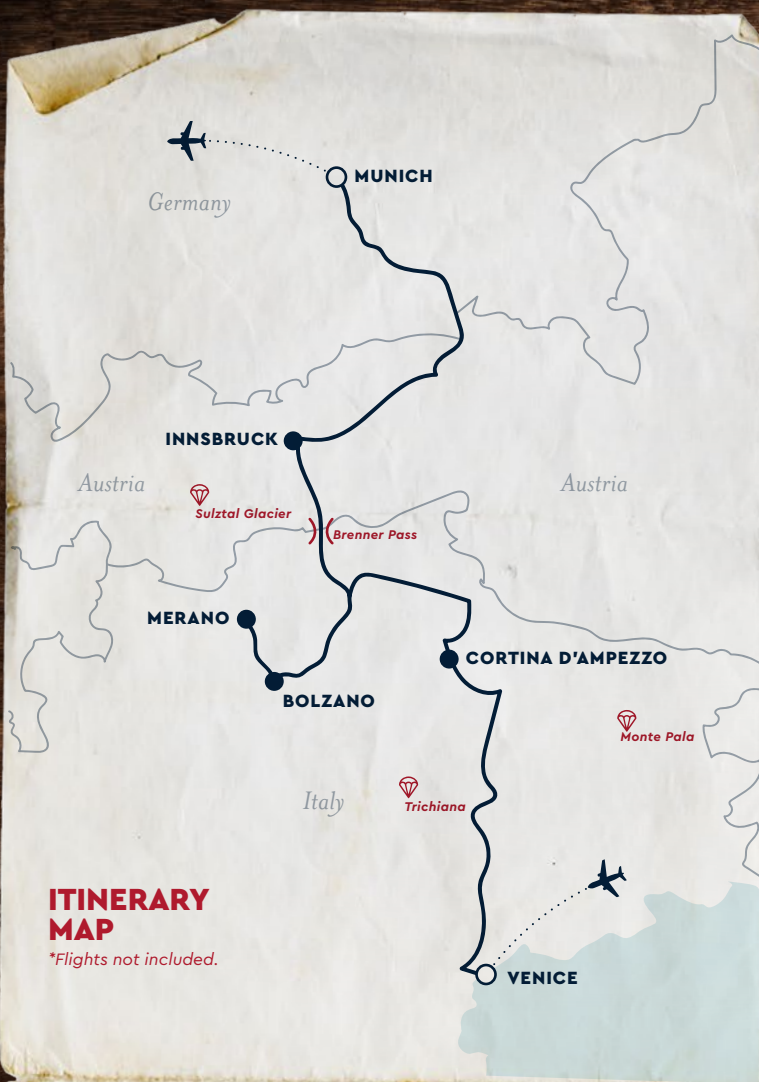 MUNICH
Germany
INNSBRUCK
Austria
Austria
Sulztal Glacier
Brenner Pass
MERANO
CORTINA D'AMPEZZO
BOLZANO
Monte Pala
Italy
Trichiana
ITINERARY
MAP
*Flights not included.
VENICE